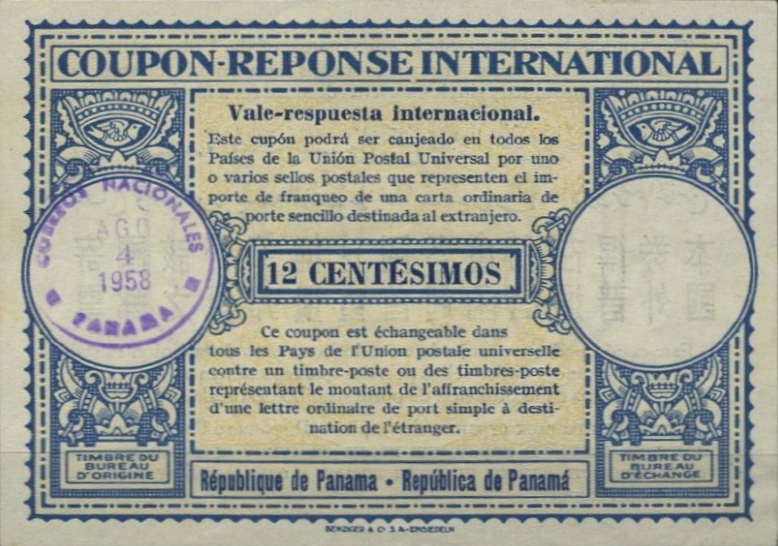 COUPON-REPONSE INTERNATIONAL
Vale-respuesta internacional.
Este cupón podrá ser canjeado en todos los
Países de la Unión Postal Universal por uno
o varios sellos postales que representen el im-
porte de franqueo de una carta ordinaria de
porte sencillo destinada al extranjero.
CORREOS NACIONALES
AGO
4
1958
PANAMA
12 CENTÉSIMOS
Ce coupon est échangeable dans
tous les Pays de l'Union postale universelle
contre un timbre-poste ou des timbres-poste
représentant le montant de l'affranchissement
d'une lettre ordinaire de port simple à desti-
nation de l'étranger.
TIMBRE DU
BUREAU
D'ORIGINE
TIMBRE DU
BUREAU
D'ÉCHANGE
République de Panama • República de Panamá
BENZIGER & Co S.A.-EINSIEDELN